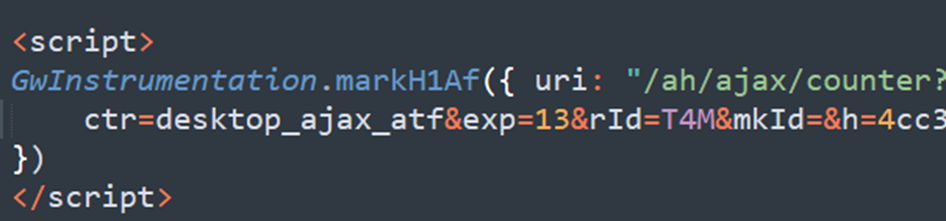 <script>
GwInstrumentation.markH1Af({ uri: "/ah/ajax/counter?
ctr=desktop_ajax_atf&exp=13&rId=T4M&mkId=&h=4cc3
})
</script>